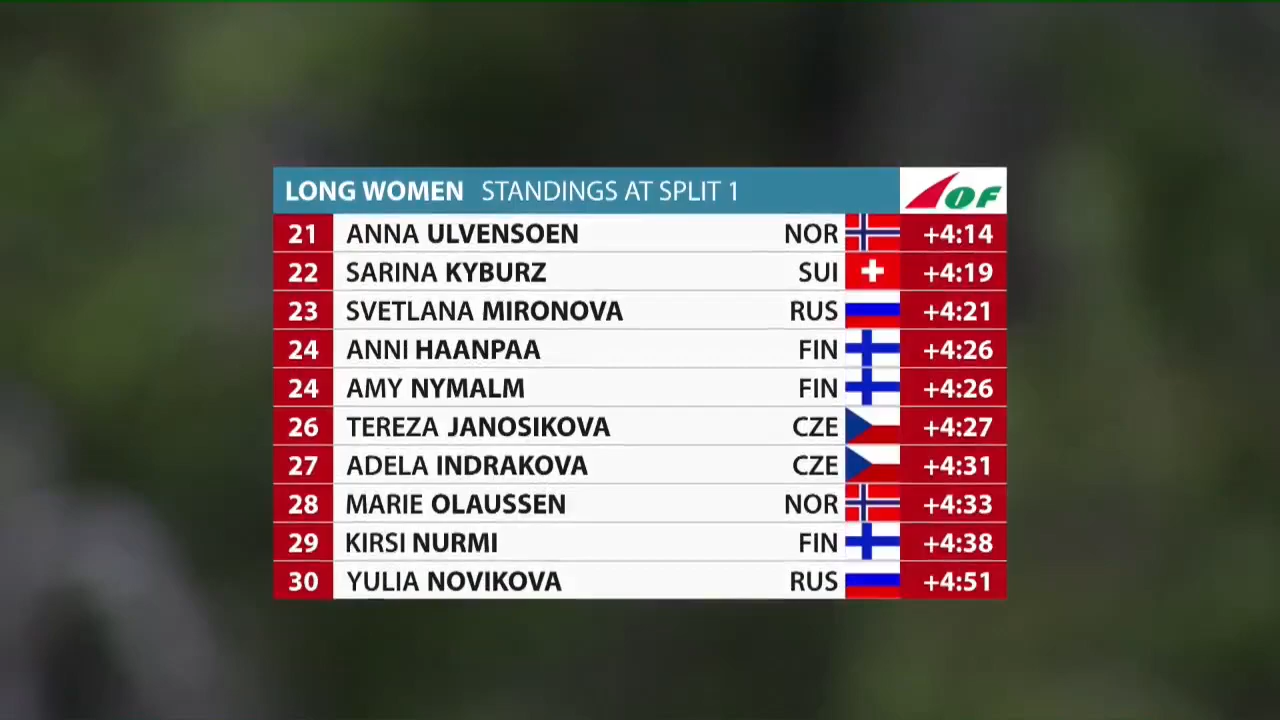 LONG WOMEN STANDINGS AT SPLIT 1 IOF
21 ANNA ULVENSOEN NOR +4:14
22 SARINA KYBURZ SUI +4:19
23 SVETLANA MIRONOVA RUS +4:21
24 ANNI HAANPAA FIN +4:26
24 AMY NYMALM FIN +4:26
26 TEREZA JANOSIKOVA CZE +4:27
27 ADELA INDRAKOVA CZE +4:31
28 MARIE OLAUSSEN NOR +4:33
29 KIRSI NURMI FIN +4:38
30 YULIA NOVIKOVA RUS +4:51